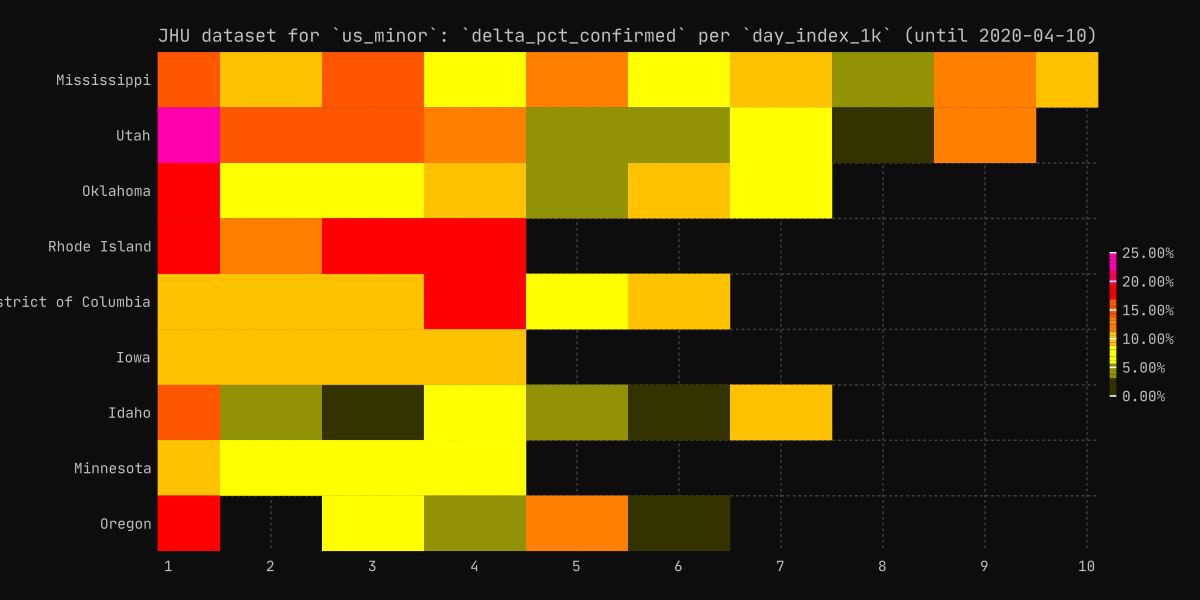 JHU dataset for `us_minor`: `delta_pct_confirmed` per `day_index_1k` (until 2020-04-10)
Mississippi
Utah
Oklahoma
Rhode Island
strict of Columbia
Iowa
Idaho
Minnesota
Oregon
25.00%
20.00%
15.00%
10.00%
5.00%
0.00%
1 2 3 4 5 6 7 8 9 10